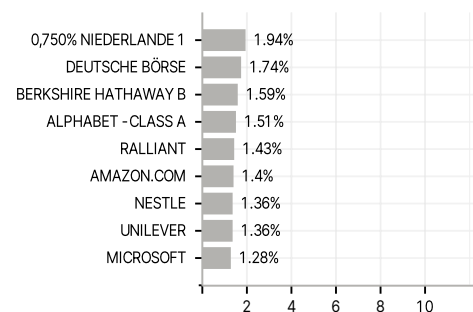 0,750% NIEDERLANDE 1 1.94%
DEUTSCHE BÖRSE 1.74%
BERKSHIRE HATHAWAY B 1.59%
ALPHABET - CLASS A 1.51%
RALLIANT 1.43%
AMAZON.COM 1.4%
NESTLE 1.36%
UNILEVER 1.36%
MICROSOFT 1.28%
2 4 6 8 10